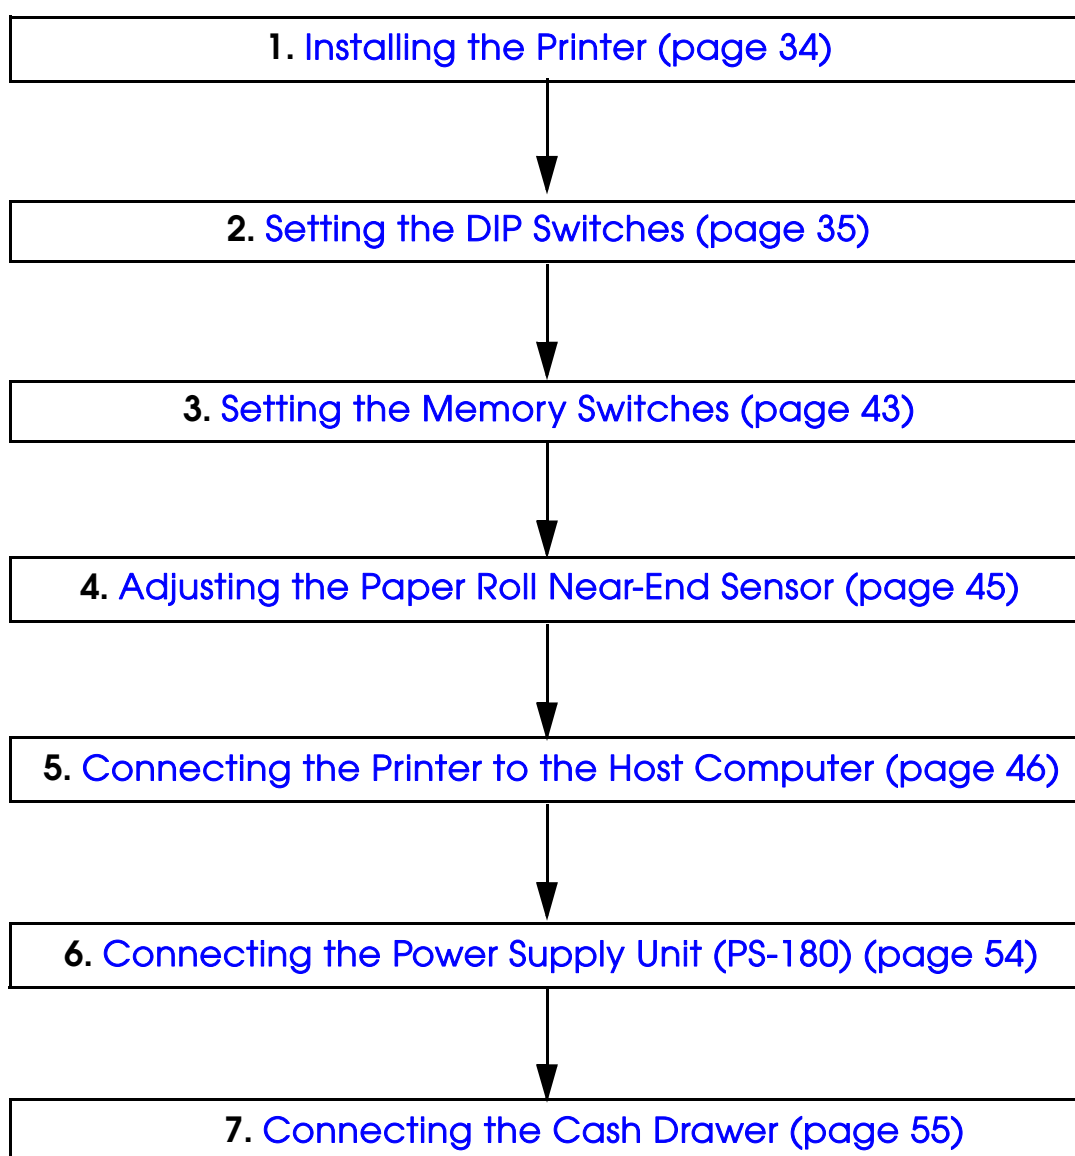 1. Installing the Printer (page 34)
2. Setting the DIP Switches (page 35)
3. Setting the Memory Switches (page 43)
4. Adjusting the Paper Roll Near-End Sensor (page 45)
5. Connecting the Printer to the Host Computer (page 46)
6. Connecting the Power Supply Unit (PS-180) (page 54)
7. Connecting the Cash Drawer (page 55)